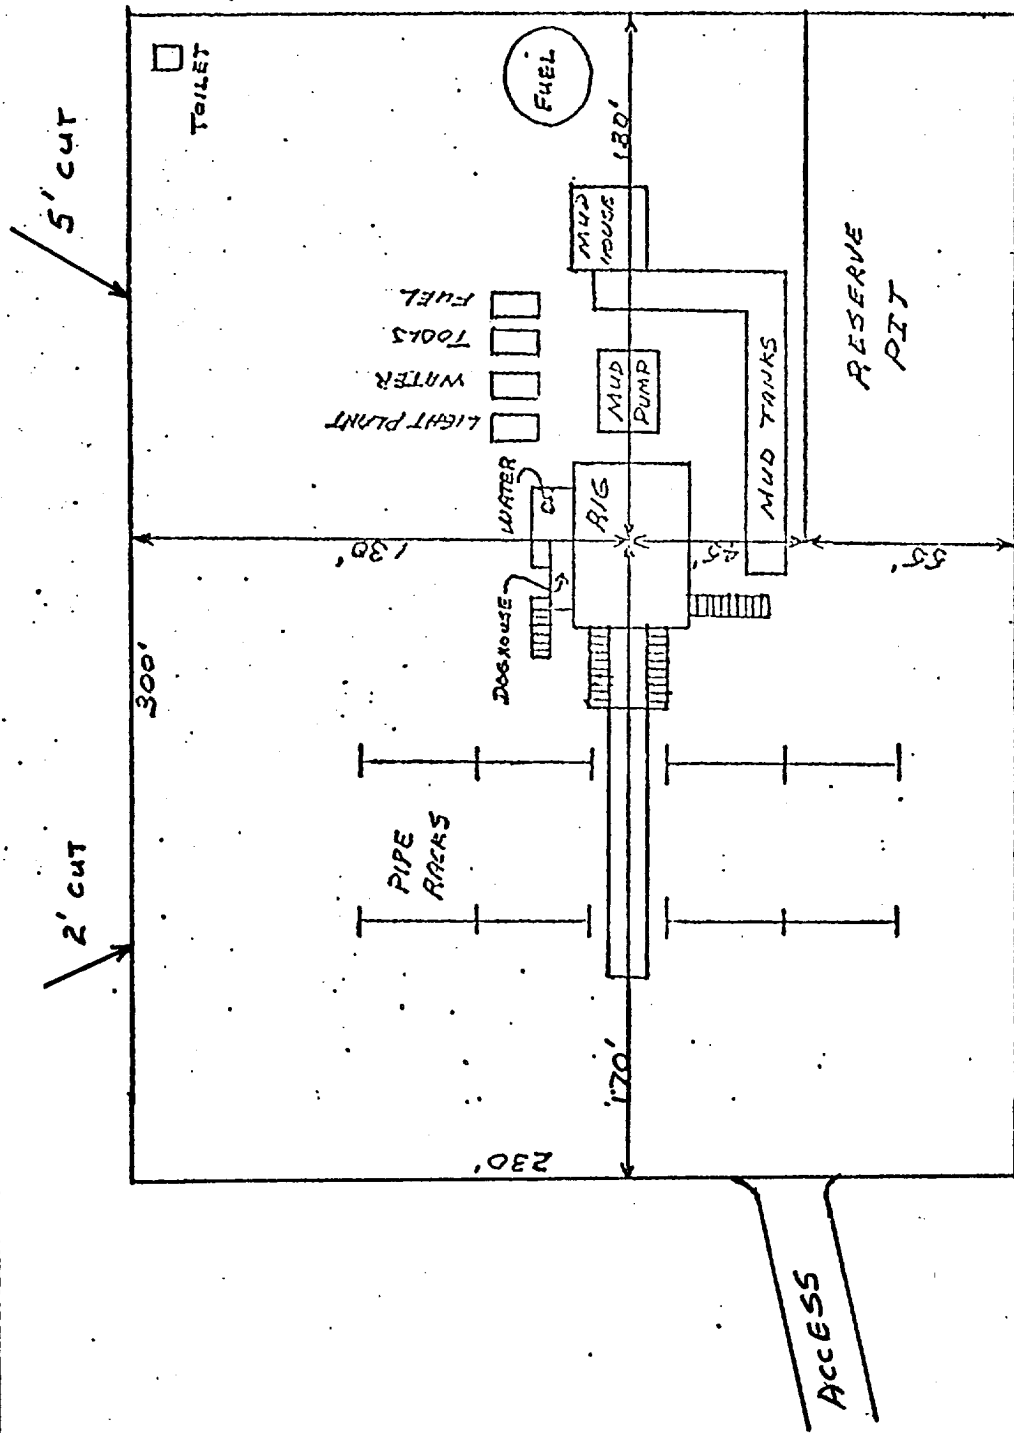 5' CUT
2' CUT
300'
TOILET
FUEL
130'
MUD
HOUSE
FUEL
TOOLS
WATER
LIGHT PLANT
MUD
PUMP
WATER
RIG
DOGHOUSE
130'
45'
55'
MUD TANKS
RESERVE
PIT
PIPE
RACKS
170'
230'
ACCESS